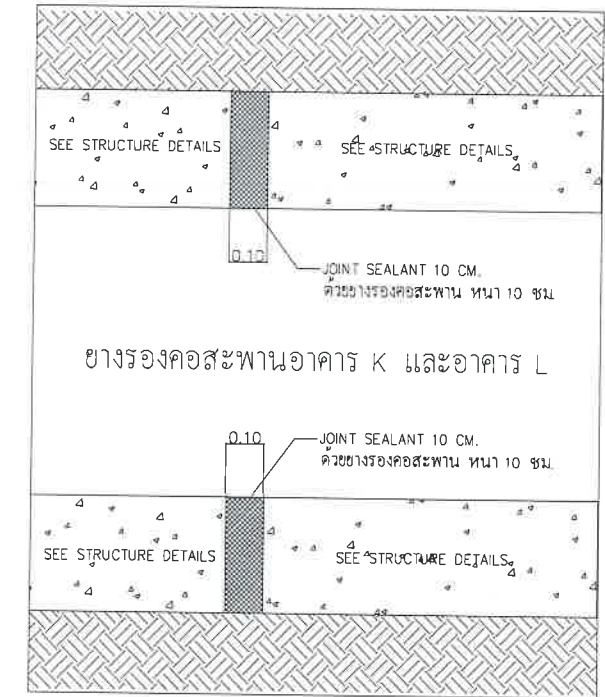 SEE STRUCTURE DETAILS
SEE STRUCTURE DETAILS
0.10
JOINT SEALANT 10 CM.
ด้วยยางรองคอสะพาน หนา 10 ซม.
ยางรองคอสะพานอาคาร K และอาคาร L
0.10
JOINT SEALANT 10 CM.
ด้วยยางรองคอสะพาน หนา 10 ซม.
SEE STRUCTURE DETAILS
SEE STRUCTURE DETAILS